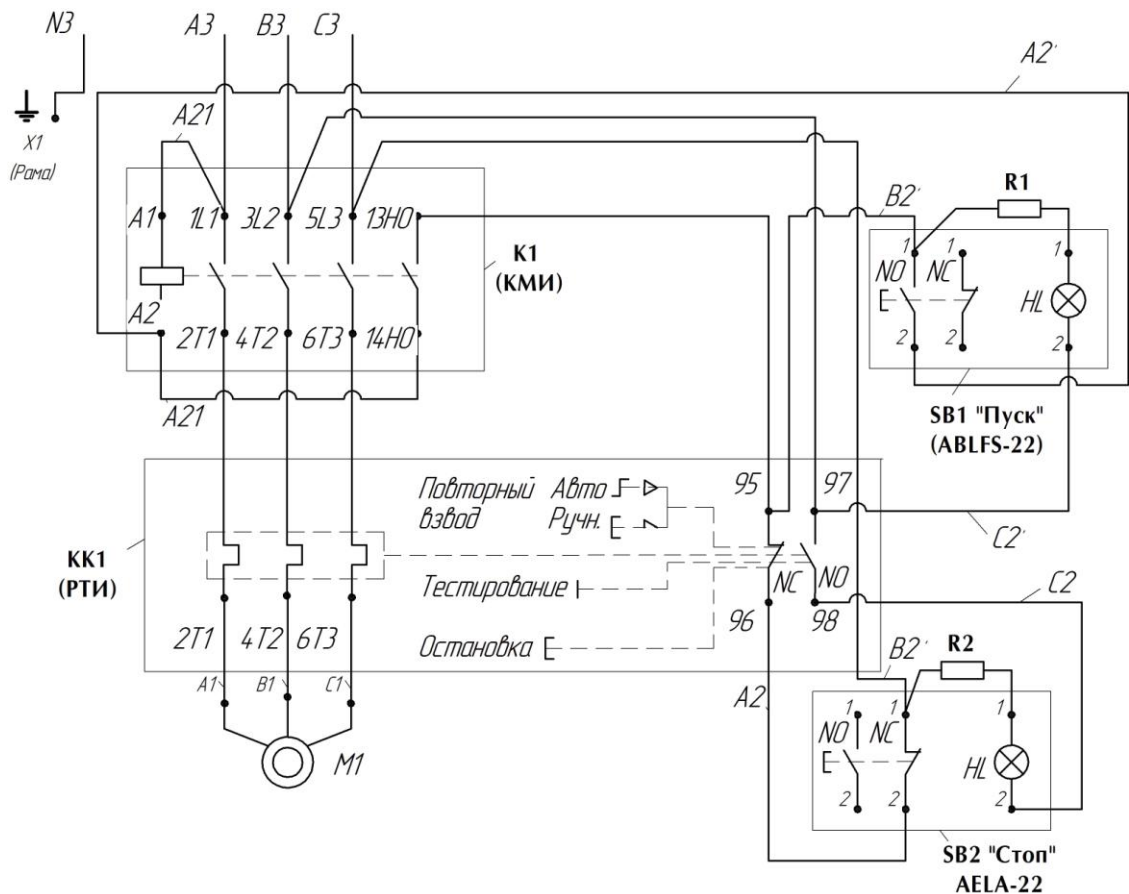 N3
A3
B3
C3
A2'
X1
(Рама)
A21
A1
1L1
3L2
5L3
13НО
K1
(КМИ)
A2
2T1
4T2
6T3
14НО
A21
B2'
R1
1
1
1
NO
NC
HL
2
2
2
SB1 "Пуск"
(ABLFS-22)
C2'
KK1
(РТИ)
Повторный
взвод
Авто
Ручн.
Тестирование
Остановка
95
97
NC
NO
96
98
C2
2T1
4T2
6T3
A1
B1
C1
M1
A2
B2'
R2
1
1
1
NO
NC
HL
2
2
2
SB2 "Стоп"
AELA-22